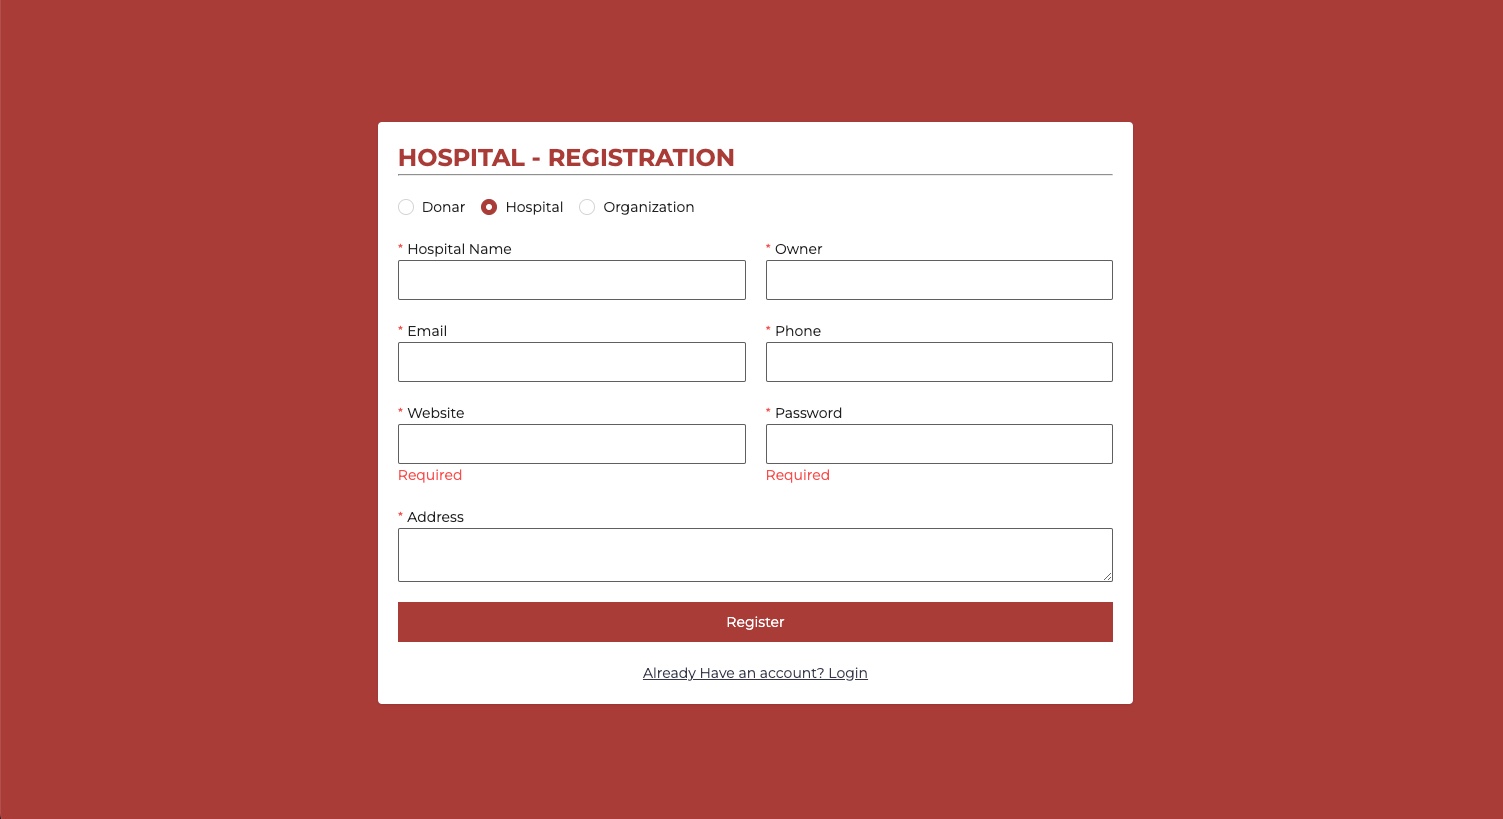 HOSPITAL - REGISTRATION
Donar Hospital Organization
* Hospital Name
* Owner
* Email
* Phone
* Website
* Password
Required
Required
* Address
Register
Already Have an account? Login